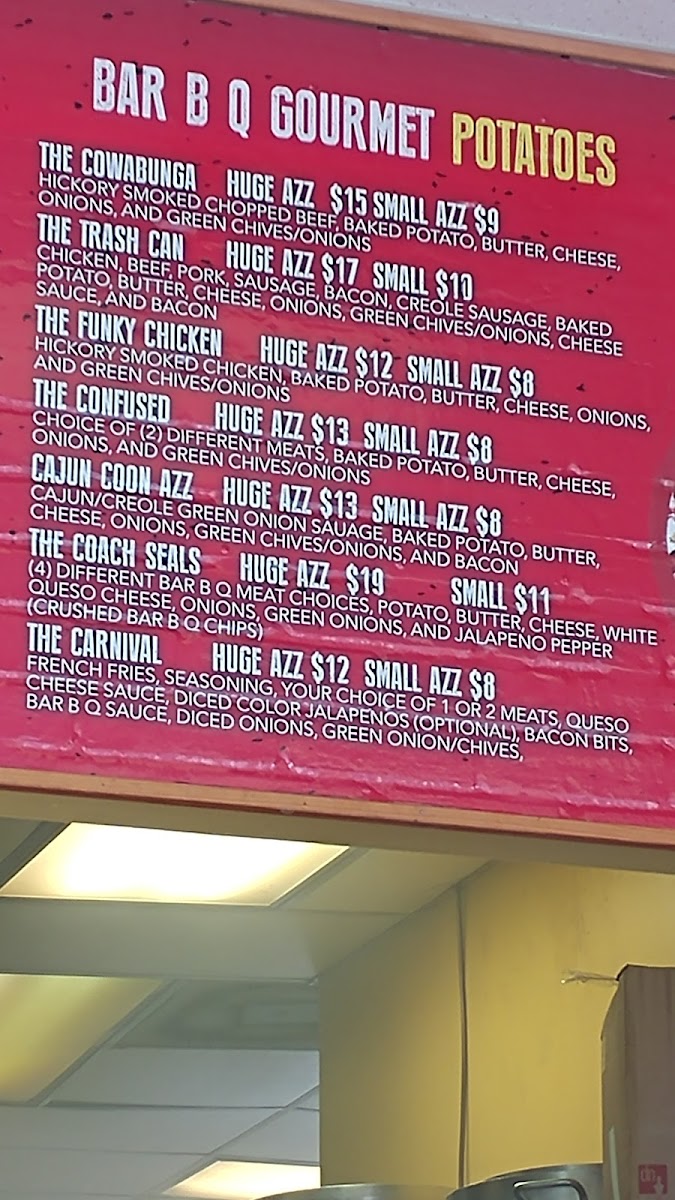 BAR B Q GOURMET POTATOES
THE COWABUNGA HUGE AZZ $15 SMALL AZZ $9
HICKORY SMOKED CHOPPED BEEF, BAKED POTATO, BUTTER, CHEESE,
ONIONS, AND GREEN CHIVES/ONIONS
THE TRASH CAN HUGE AZZ $17 SMALL $10
CHICKEN, BEEF, PORK, SAUSAGE, BACON, CREOLE SAUSAGE, BAKED
POTATO, BUTTER, CHEESE, ONIONS, GREEN CHIVES/ONIONS, CHEESE
SAUCE, AND BACON
THE FUNKY CHICKEN HUGE AZZ $12 SMALL AZZ $8
HICKORY SMOKED CHICKEN, BAKED POTATO, BUTTER, CHEESE, ONIONS,
AND GREEN CHIVES/ONIONS
THE CONFUSED HUGE AZZ $13 SMALL AZZ $8
CHOICE OF (2) DIFFERENT MEATS, BAKED POTATO, BUTTER, CHEESE,
ONIONS, AND GREEN CHIVES/ONIONS
CAJUN COON AZZ HUGE AZZ $13 SMALL AZZ $8
CAJUN/CREOLE GREEN ONION SAUAGE, BAKED POTATO, BUTTER,
CHEESE, ONIONS, GREEN CHIVES/ONIONS, AND BACON
THE COACH SEALS HUGE AZZ $19 SMALL $11
(4) DIFFERENT BAR B Q MEAT CHOICES, POTATO, BUTTER, CHEESE, WHITE
QUESO CHEESE, ONIONS, GREEN ONIONS, AND JALAPENO PEPPER
(CRUSHED BAR B Q CHIPS)
THE CARNIVAL HUGE AZZ $12 SMALL AZZ $8
FRENCH FRIES, SEASONING, YOUR CHOICE OF 1 OR 2 MEATS, QUESO
CHEESE SAUCE, DICED COLOR JALAPENOS (OPTIONAL), BACON BITS,
BAR B Q SAUCE, DICED ONIONS, GREEN ONION/CHIVES,